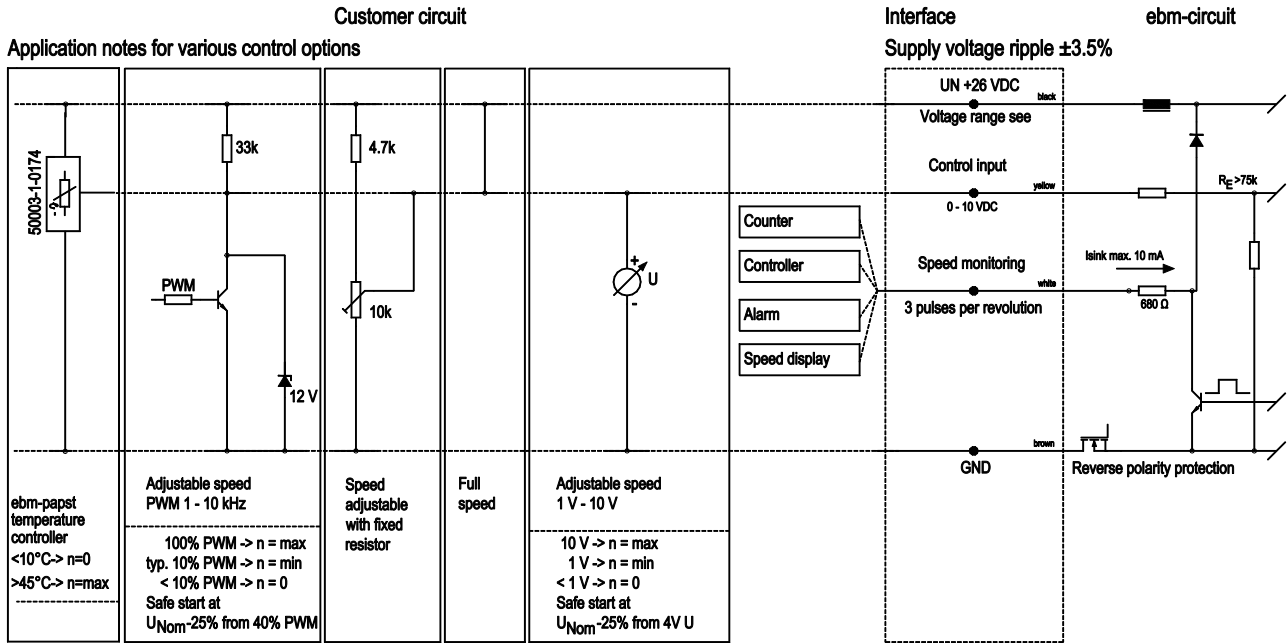 Customer circuit
Interface
ebm-circuit
Application notes for various control options
Supply voltage ripple ±3.5%
UN +26 VDC
black
Voltage range see
50003-1-0174
33k
4.7k
Control input
yellow
0 - 10 VDC
RE >75k
Counter
Controller
Alarm
Speed display
Isink max. 10 mA
Speed monitoring
white
3 pulses per revolution
680 Ω
PWM
10k
+
U
-
12 V
brown
GND
Reverse polarity protection
ebm-papst
temperature
controller
<10°C-> n=0
>45°C-> n=max
Adjustable speed
PWM 1 - 10 kHz
100% PWM -> n = max
typ. 10% PWM -> n = min
< 10% PWM -> n = 0
Safe start at
UNom-25% from 40% PWM
Speed
adjustable
with fixed
resistor
Full
speed
Adjustable speed
1 V - 10 V
10 V -> n = max
1 V -> n = min
< 1 V -> n = 0
Safe start at
UNom-25% from 4V U